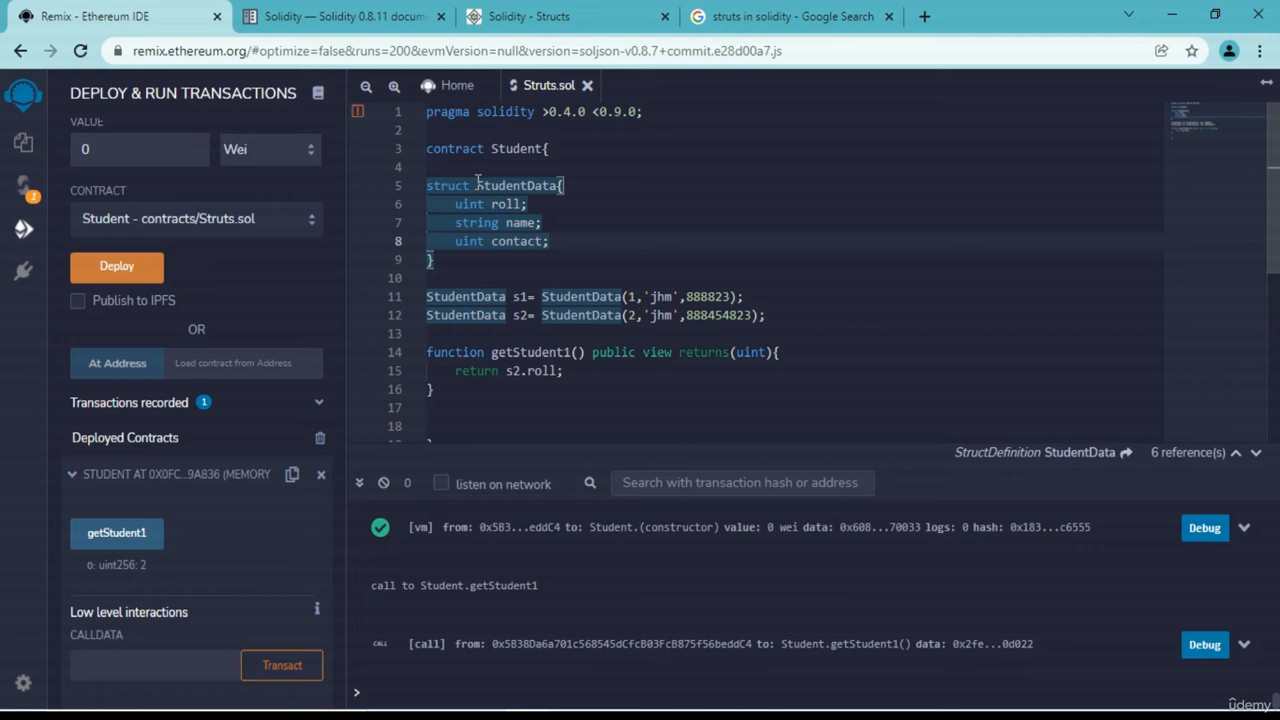 Remix - Ethereum IDE
Solidity — Solidity 0.8.11 docum
Solidity - Structs
struts in solidity - Google Search
remix.ethereum.org/#optimize=false&runs=200&evmVersion=null&version=soljson-v0.8.7+commit.e28d00a7.js
DEPLOY & RUN TRANSACTIONS
VALUE
0
Wei
CONTRACT
Student - contracts/Struts.sol
Deploy
Publish to IPFS
OR
At Address
Load contract from Address
Transactions recorded 1
Deployed Contracts
STUDENT AT 0X0FC...9A836 (MEMORY
getStudent1
0: uint256: 2
Low level interactions
CALLDATA
Transact
1
Home
Struts.sol
1 pragma solidity >0.4.0 <0.9.0;
2
3 contract Student{
4
5 struct StudentData{
6 uint roll;
7 string name;
8 uint contact;
9 }
10
11 StudentData s1= StudentData(1,'jhm',888823);
12 StudentData s2= StudentData(2,'jhm',888454823);
13
14 function getStudent1() public view returns(uint){
15 return s2.roll;
16 }
17
18
StructDefinition StudentData 6 reference(s)
0 listen on network
Search with transaction hash or address
[vm] from: 0x5B3...eddC4 to: Student.(constructor) value: 0 wei data: 0x608...70033 logs: 0 hash: 0x183...c6555
Debug
call to Student.getStudent1
CALL [call] from: 0x5B38Da6a701c568545dCfcB03FcB875f56beddC4 to: Student.getStudent1() data: 0x2fe...0d022
Debug
>
ûdemy